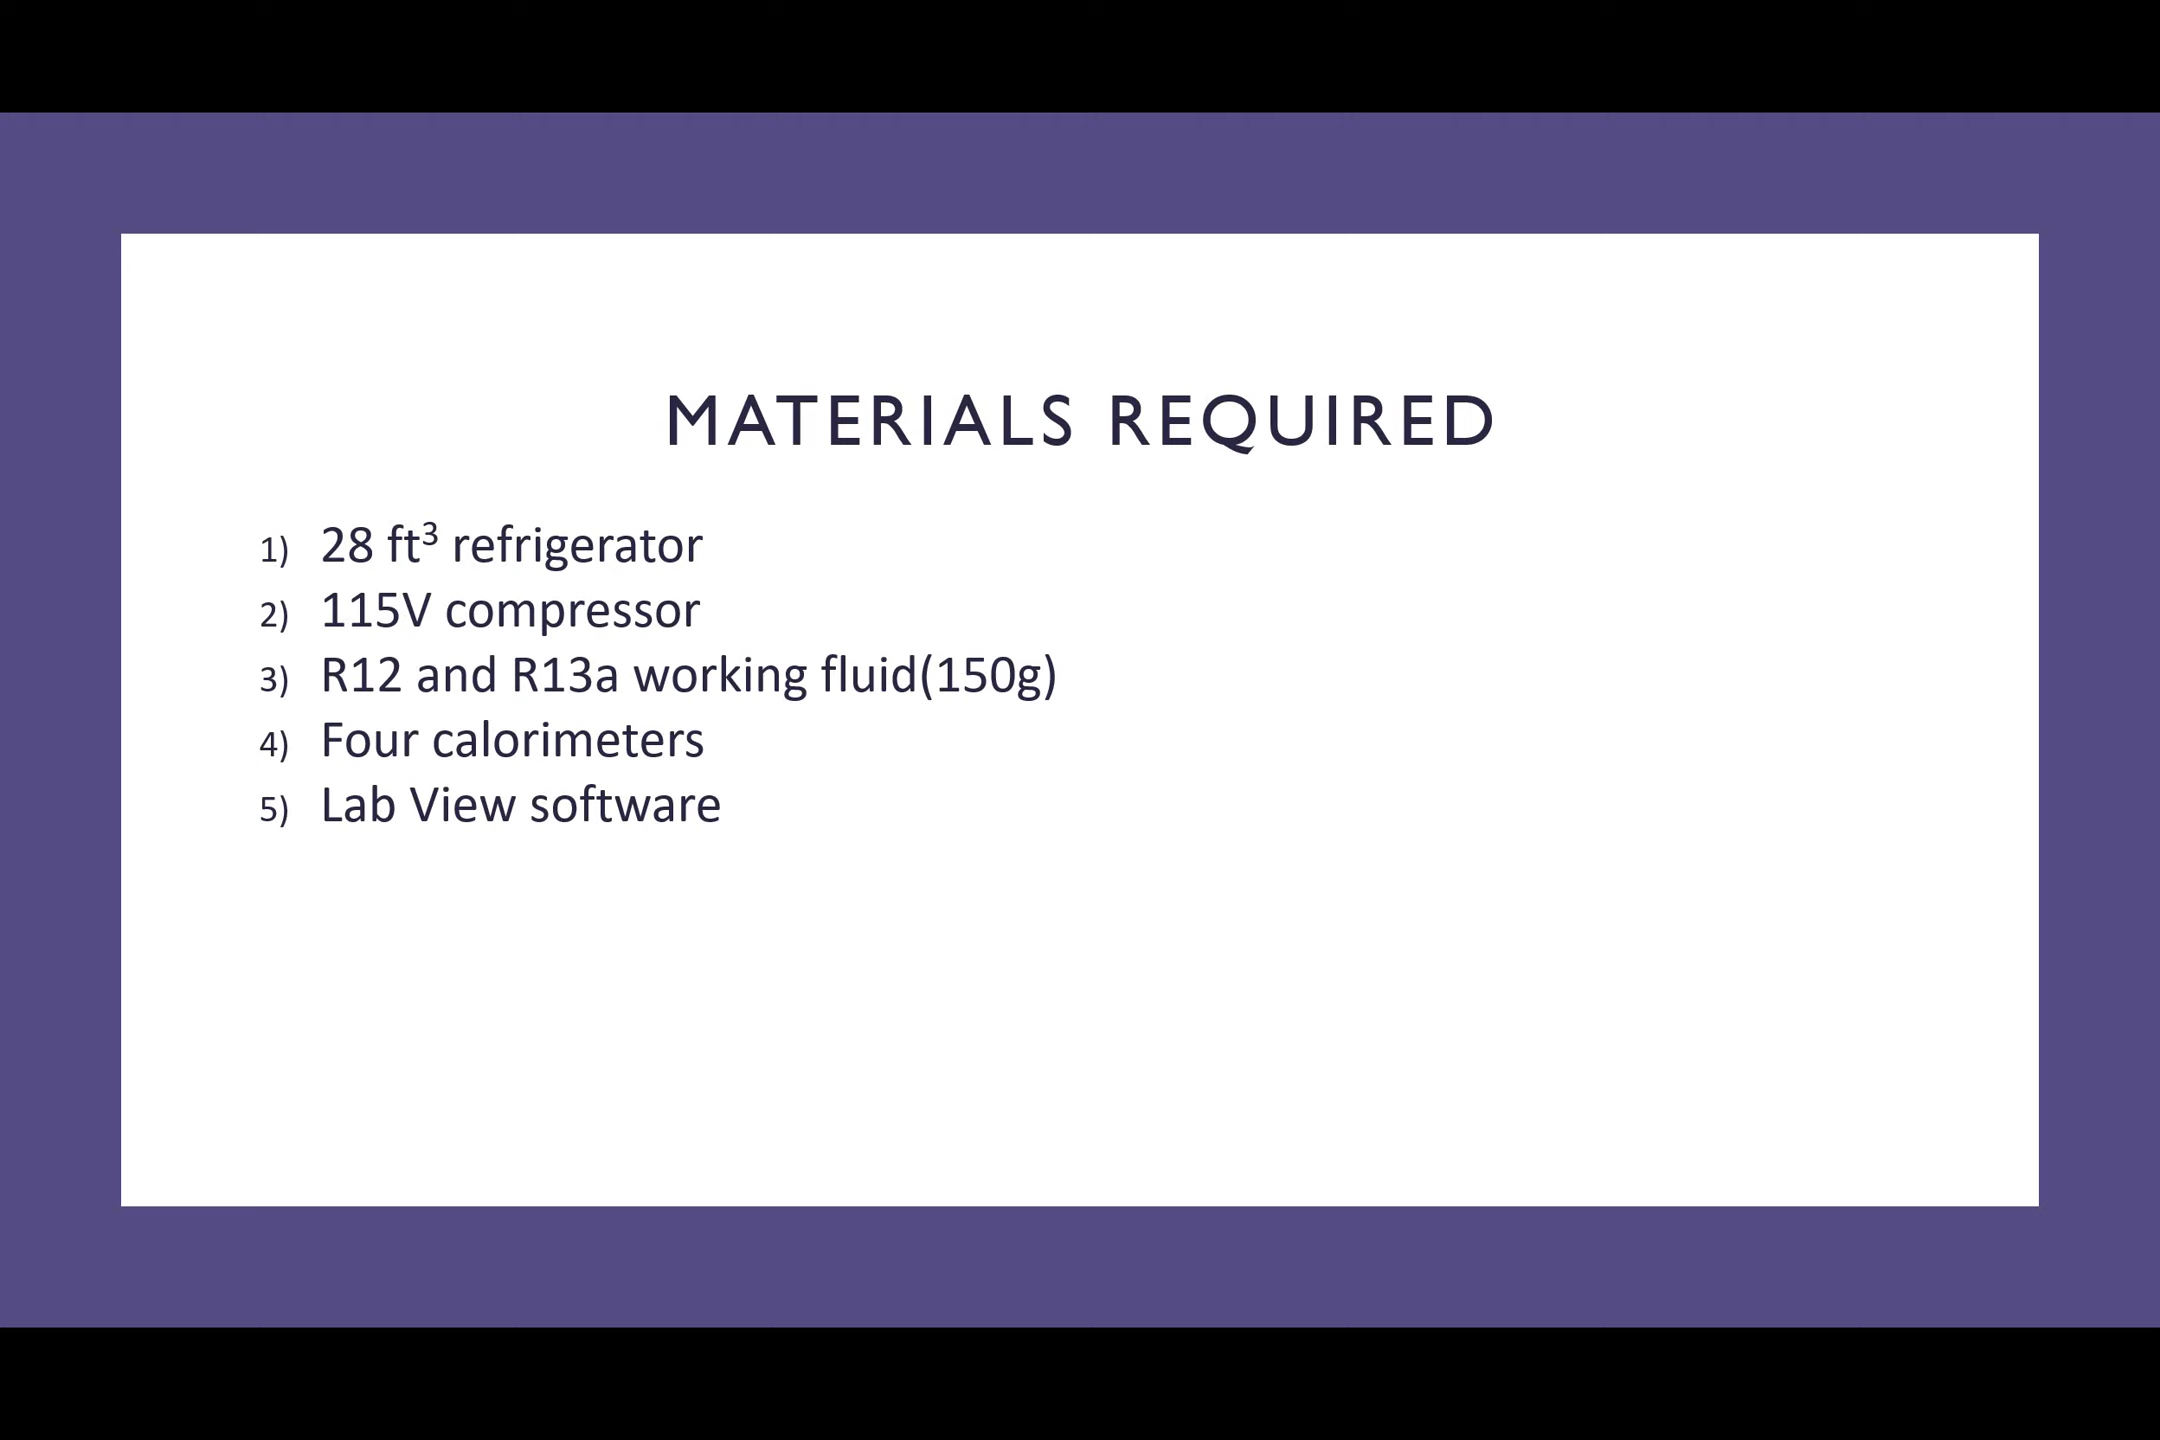 MATERIALS REQUIRED
1) 28 ft³ refrigerator
2) 115V compressor
3) R12 and R13a working fluid(150g)
4) Four calorimeters
5) Lab View software